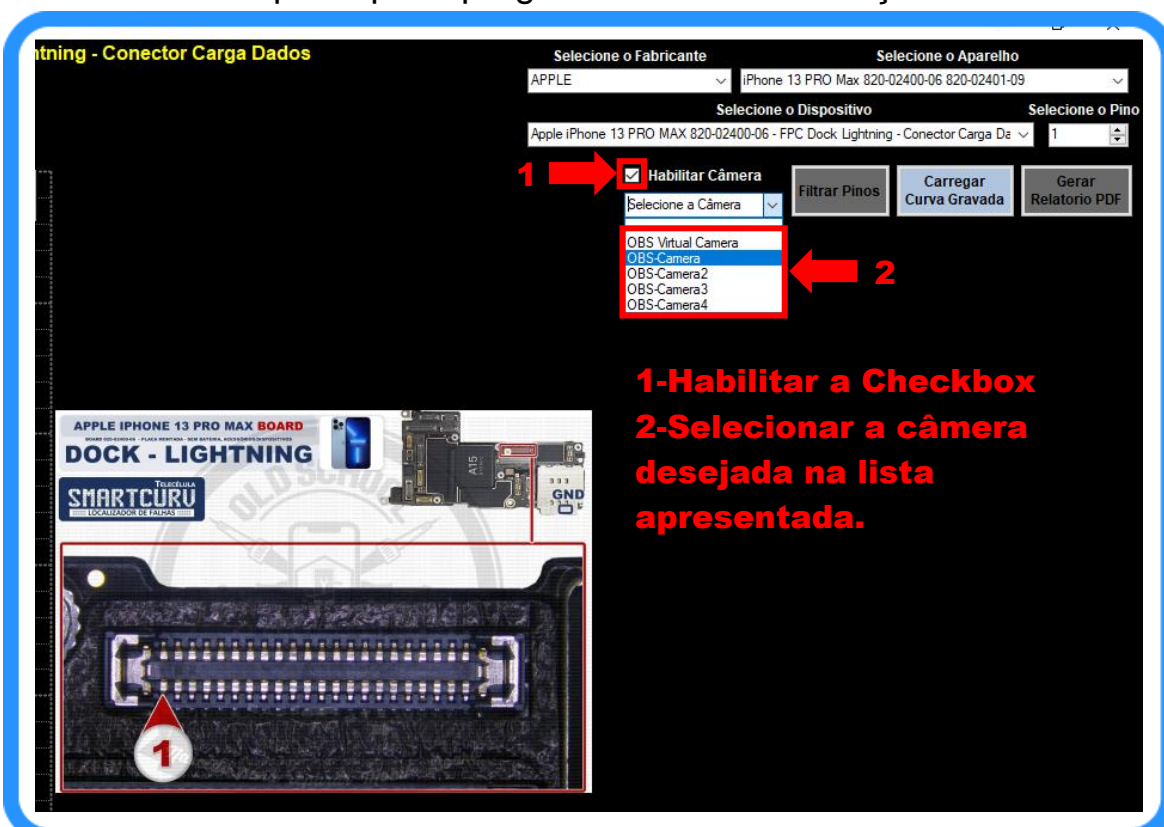 ntning - Conector Carga Dados
Selecione o Fabricante
Selecione o Aparelho
APPLE
iPhone 13 PRO Max 820-02400-06 820-02401-09
Selecione o Dispositivo
Selecione o Pino
Apple iPhone 13 PRO MAX 820-02400-06 - FPC Dock Lightning - Conector Carga Da
1
1
Habilitar Câmera
Filtrar Pinos
Carregar
Curva Gravada
Gerar
Relatorio PDF
Selecione a Câmera
OBS Virtual Camera
OBS-Camera
OBS-Camera2
OBS-Camera3
OBS-Camera4
2
1-Habilitar a Checkbox
2-Selecionar a câmera
desejada na lista
apresentada.
APPLE IPHONE 13 PRO MAX BOARD
DOCK - LIGHTNING
TELECÉLULA
SMARTCURU
LOCALIZADOR DE FALHAS
A15
GND
OLD SCHOOL
1